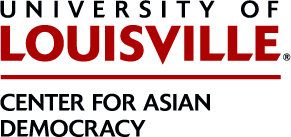 UNIVERSITY OF
LOUISVILLE®
CENTER FOR ASIAN
DEMOCRACY